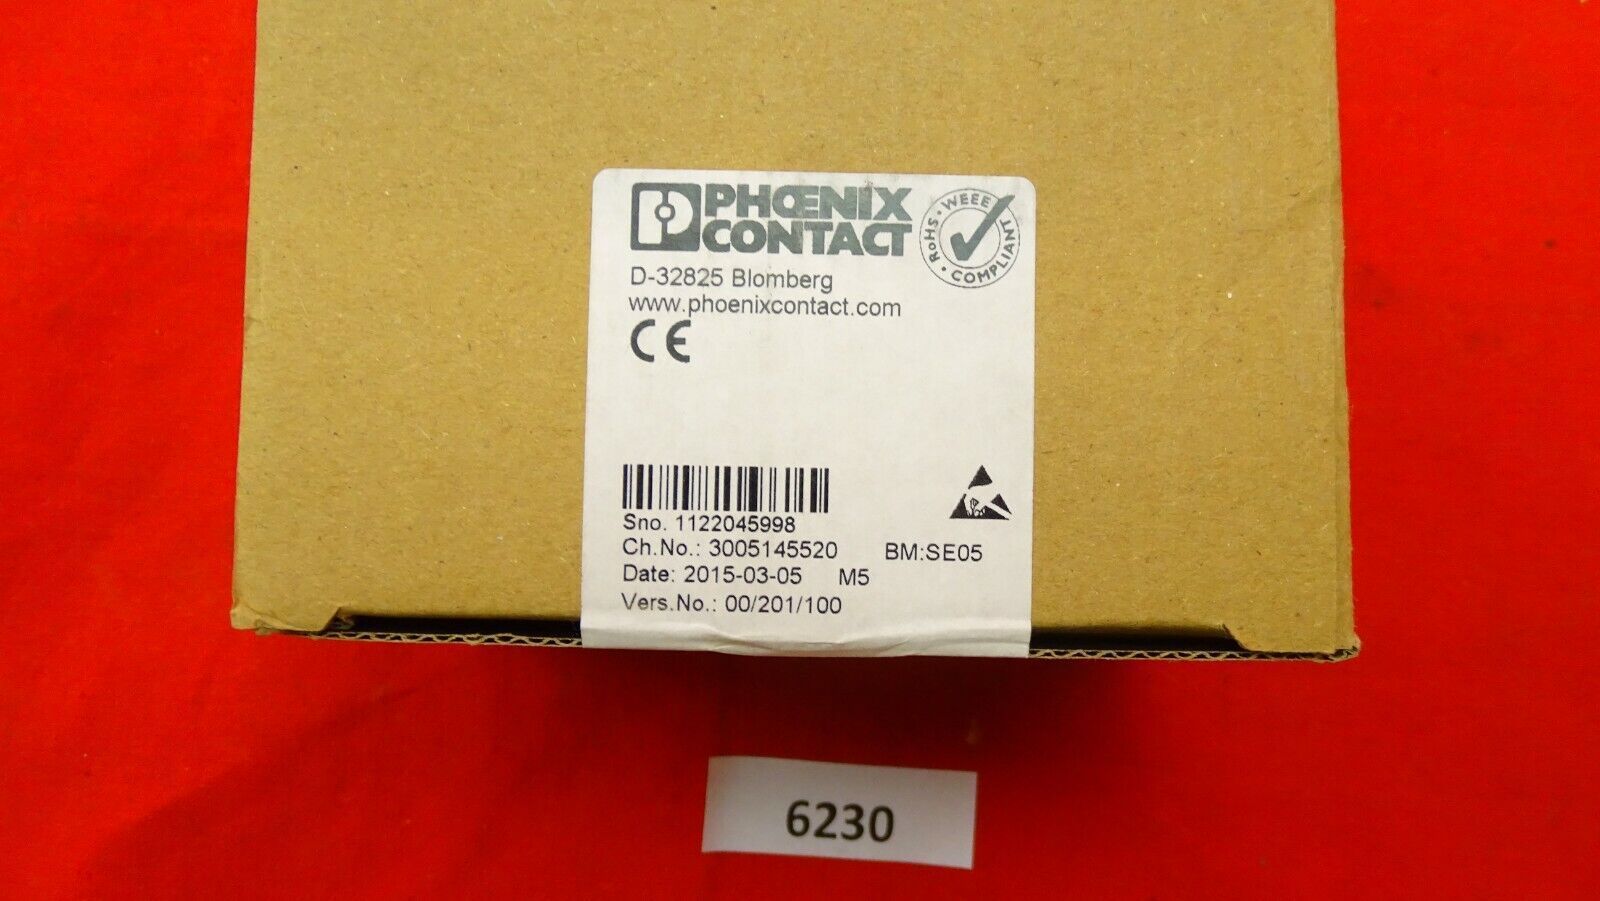 PHŒNIX
CONTACT
WEEE · COMPLIANT · RoHS ·
D-32825 Blomberg
www.phoenixcontact.com
CE
Sno. 1122045998
Ch.No.: 3005145520 BM:SE05
Date: 2015-03-05 M5
Vers.No.: 00/201/100
6230